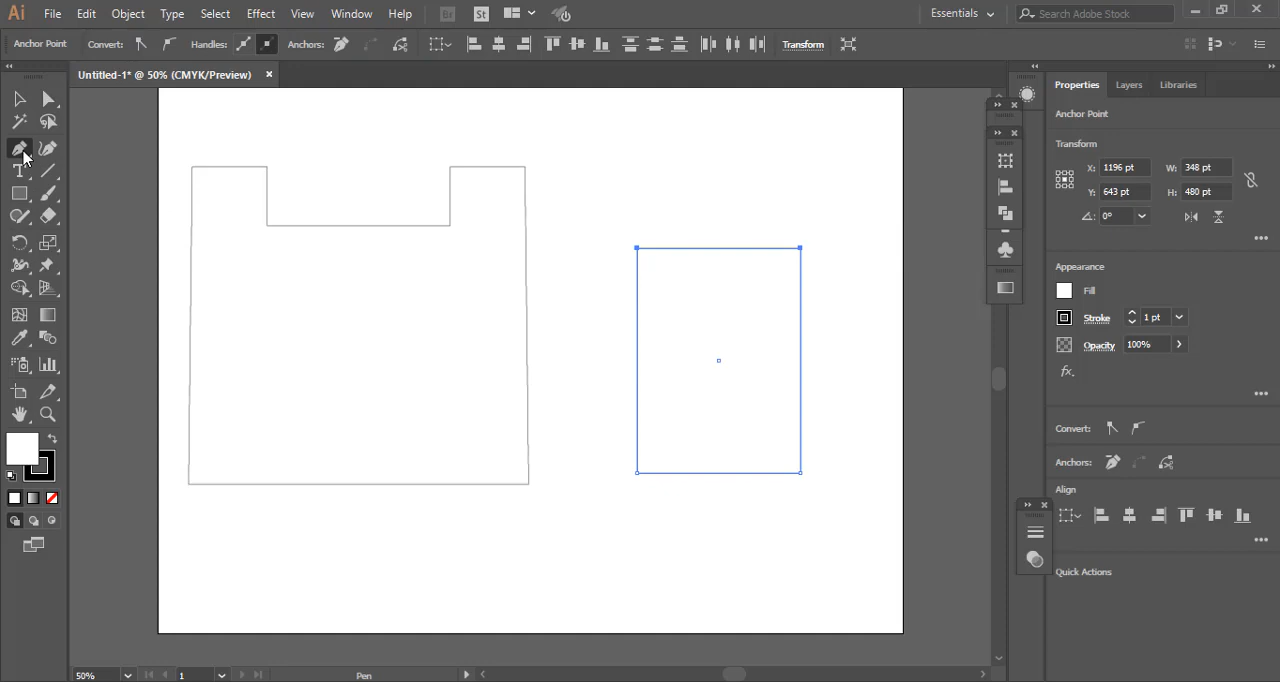 Ai File Edit Object Type Select Effect View Window Help Br St Essentials Search Adobe Stock
Anchor Point Convert: Handles: Anchors: Transform
Untitled-1* @ 50% (CMYK/Preview)
Properties Layers Libraries
Anchor Point
Transform
X: 1196 pt W: 348 pt
Y: 643 pt H: 480 pt
0°
Appearance
Fill
Stroke 1 pt
Opacity 100%
fx.
Convert:
Anchors:
Align
Quick Actions
50% 1 Pen